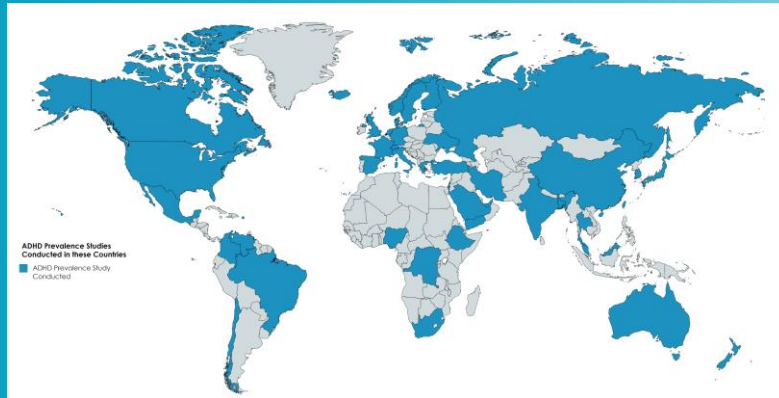 ADHD Prevalence Studies
Conducted in these Countries
ADHD Prevalence Study
Conducted